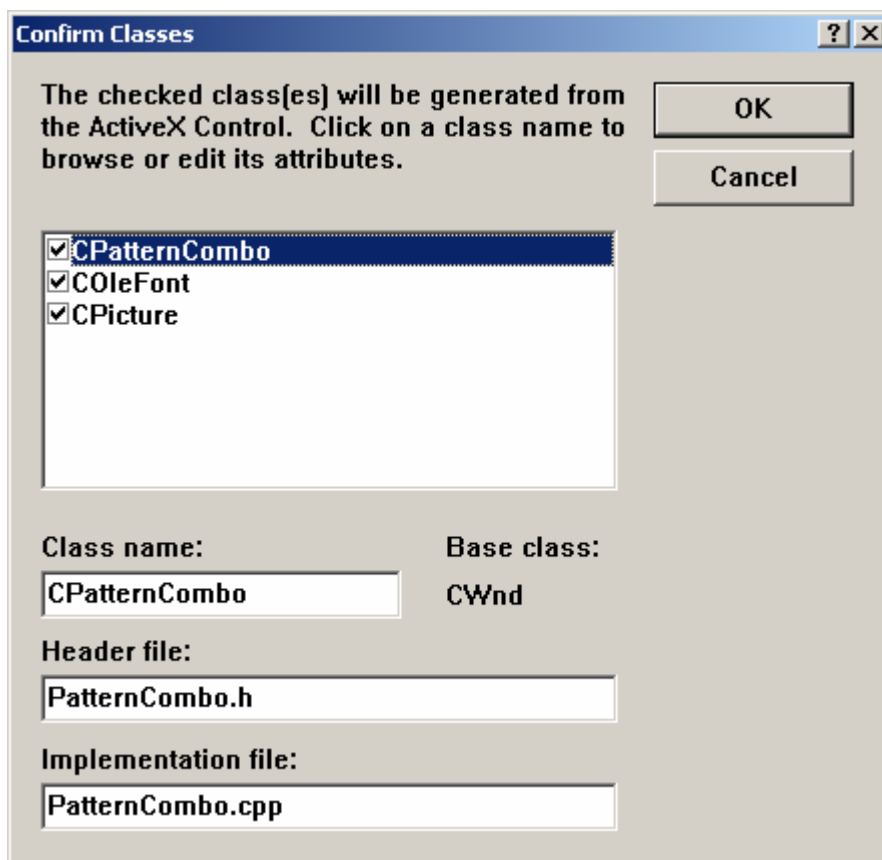 Confirm Classes
The checked class(es) will be generated from
the ActiveX Control. Click on a class name to
browse or edit its attributes.
OK
Cancel
CPatternCombo
COleFont
CPicture
Class name:
Base class:
CPatternCombo
CWnd
Header file:
PatternCombo.h
Implementation file:
PatternCombo.cpp